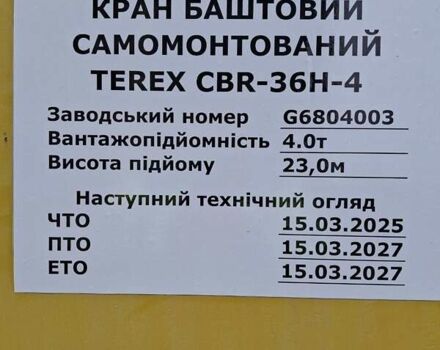 КРАН БАШТОВИЙ
САМОМОНТОВАНИЙ
TEREX CBR-36H-4
Заводський номер G6804003
Вантажопідйомність 4.0т
Висота підйому 23,0м
Наступний технічний огляд
ЧТО 15.03.2025
ПТО 15.03.2027
ЕТО 15.03.2027